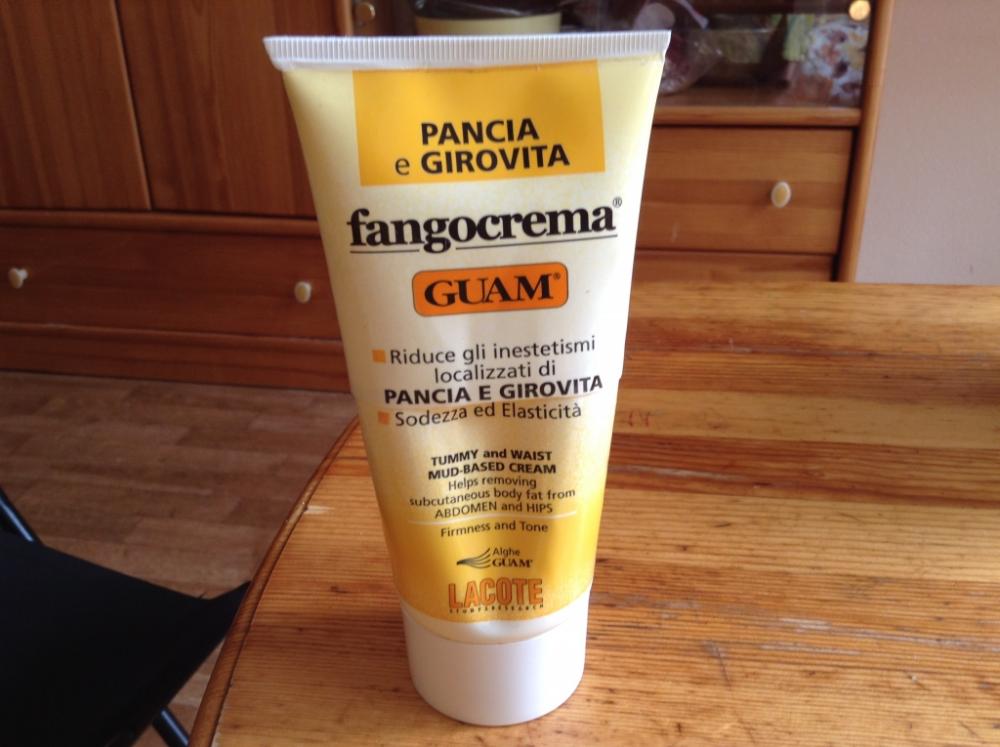 PANCIA
e GIROVITA
fangocrema®
GUAM®
Riduce gli inestetismi
localizzati di
PANCIA E GIROVITA
Sodezza ed Elasticità
TUMMY and WAIST
MUD-BASED CREAM
Helps removing
subcutaneous body fat from
ABDOMEN and HIPS
Firmness and Tone
Alghe
GUAM®
LACOTE